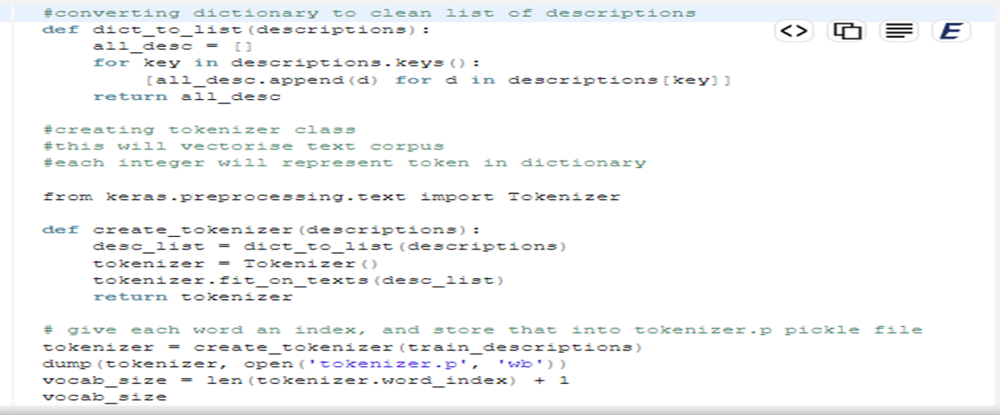 #converting dictionary to clean list of descriptions
def dict_to_list(descriptions):
    all_desc = []
    for key in descriptions.keys():
        [all_desc.append(d) for d in descriptions[key]]
    return all_desc

#creating tokenizer class
#this will vectorise text corpus
#each integer will represent token in dictionary

from keras.preprocessing.text import Tokenizer

def create_tokenizer(descriptions):
    desc_list = dict_to_list(descriptions)
    tokenizer = Tokenizer()
    tokenizer.fit_on_texts(desc_list)
    return tokenizer

# give each word an index, and store that into tokenizer.p pickle file
tokenizer = create_tokenizer(train_descriptions)
dump(tokenizer, open('tokenizer.p', 'wb'))
vocab_size = len(tokenizer.word_index) + 1
vocab_size
<> E